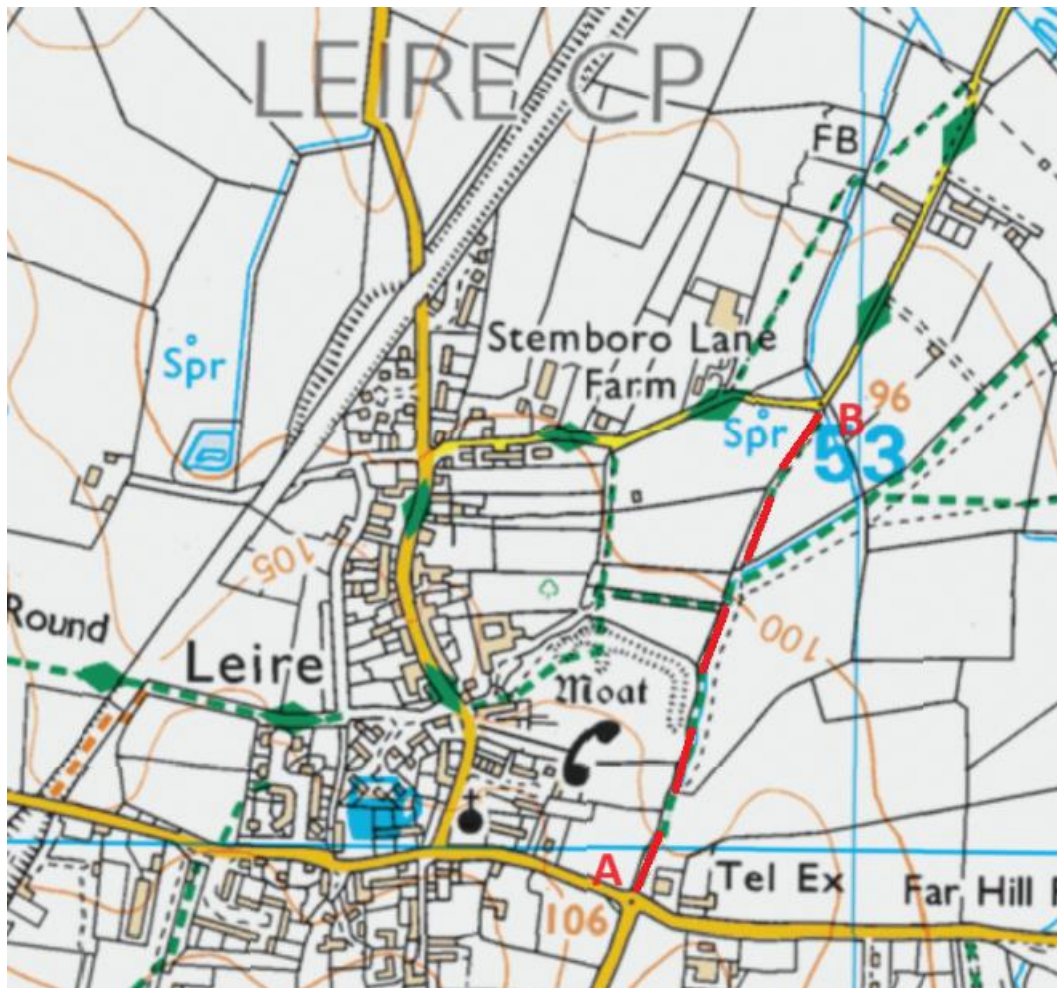 LEIRE CP
FB
Spr
Stemboro Lane
Farm
Spr
96
B
53
105
100
Round
Leire
Moat
A
Tel Ex
Far Hill
106